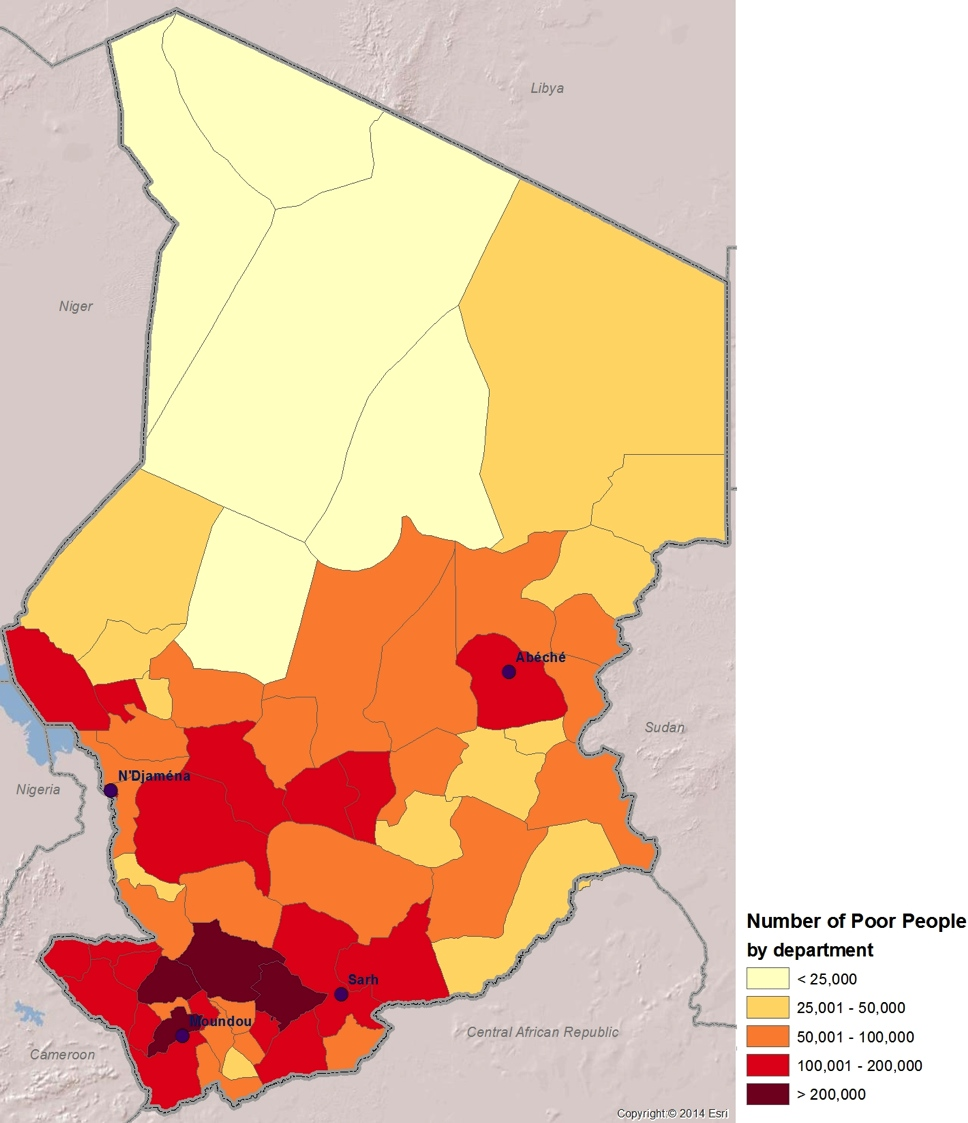 Libya
Niger
Abéché
Sudan
N'Djaména
Nigeria
Sarh
Moundou
Central African Republic
Cameroon
Number of Poor People
by department
< 25,000
25,001 - 50,000
50,001 - 100,000
100,001 - 200,000
> 200,000
Copyright:© 2014 Esri